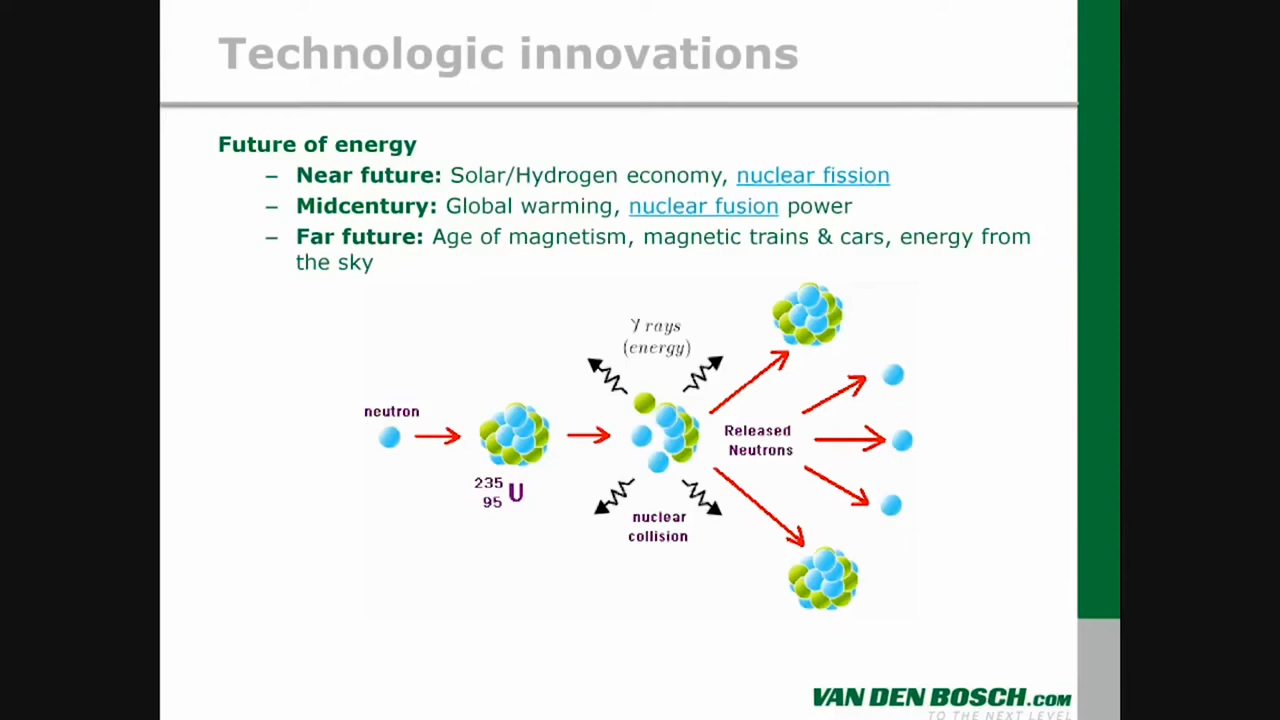 Technologic innovations
Future of energy
– Near future: Solar/Hydrogen economy, nuclear fission
– Midcentury: Global warming, nuclear fusion power
– Far future: Age of magnetism, magnetic trains & cars, energy from
the sky
γ rays
(energy)
neutron
Released
Neutrons
235
95 U
nuclear
collision
VAN DEN BOSCH.COM
TO THE NEXT LEVEL